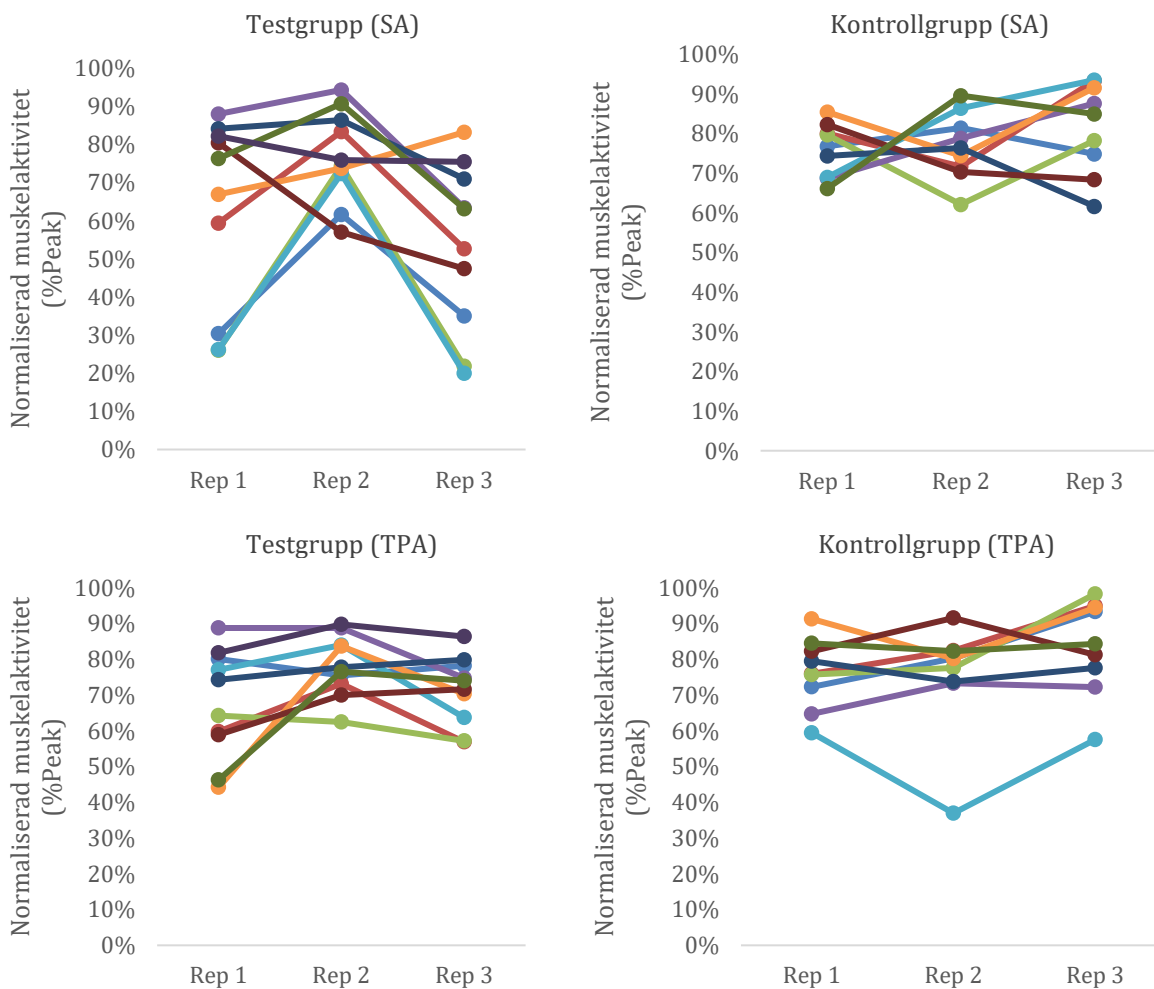 Testgrupp (SA)
Normaliserad muskelaktivitet
(%Peak)
100%
90%
80%
70%
60%
50%
40%
30%
20%
10%
0%
Rep 1 Rep 2 Rep 3
Kontrollgrupp (SA)
Normaliserad muskelaktivitet
(%Peak)
100%
90%
80%
70%
60%
50%
40%
30%
20%
10%
0%
Rep 1 Rep 2 Rep 3
Testgrupp (TPA)
Normaliserad muskelaktivitet
(%Peak)
100%
90%
80%
70%
60%
50%
40%
30%
20%
10%
0%
Rep 1 Rep 2 Rep 3
Kontrollgrupp (TPA)
Normaliserad muskelaktivitet
(%Peak)
100%
90%
80%
70%
60%
50%
40%
30%
20%
10%
0%
Rep 1 Rep 2 Rep 3